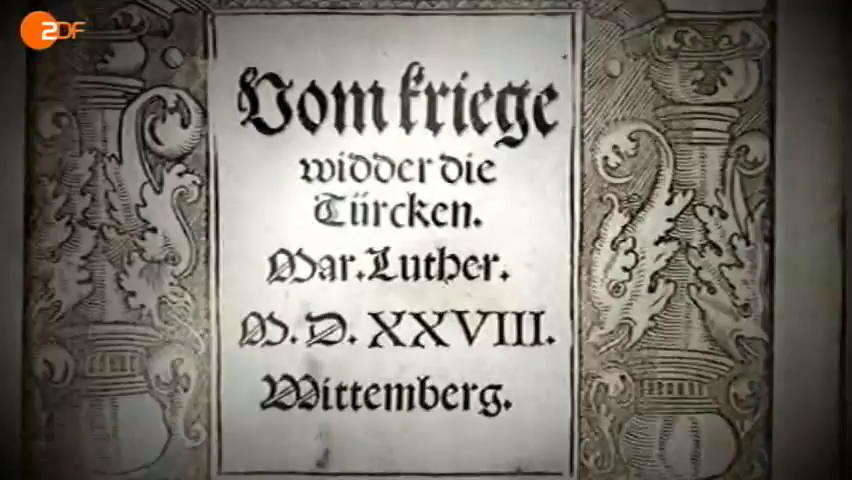 ZDF
Vom kriege
widder die
Türcken.
Mar. Luther.
M. D. XXVIII.
Wittemberg.